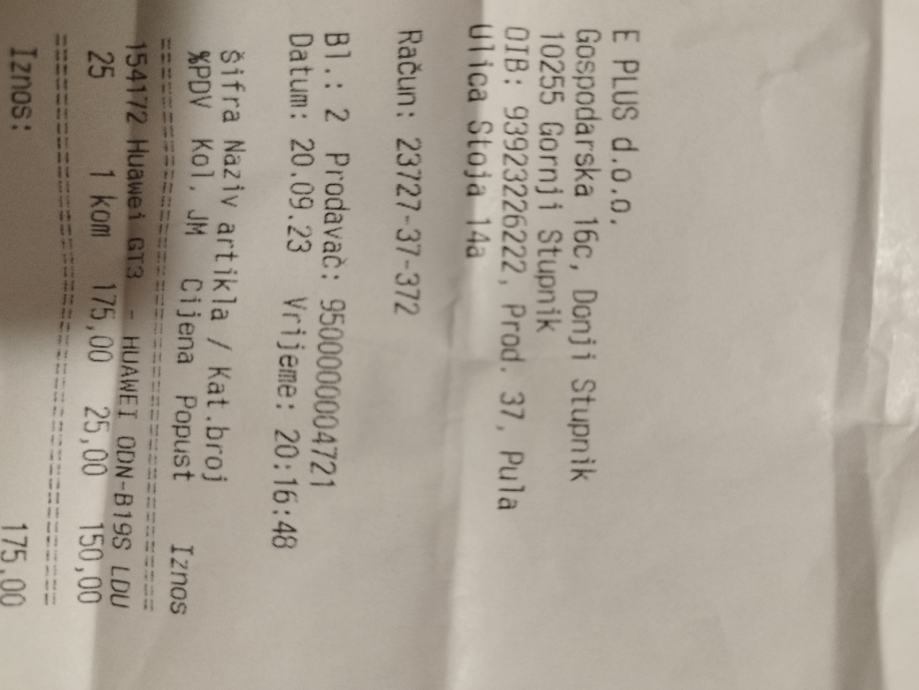 E PLUS d.o.o.
Gospodarska 16c, Donji Stupnik
10255 Gornji Stupnik
OIB: 93923226222, Prod. 37, Pula
Ulica Stoja 14a
Račun: 23727-37-372
Bl.: 2 Prodavač: 9500000004721
Datum: 20.09.23 Vrijeme: 20:16:48
Šifra Naziv artikla / Kat.broj
%PDV Kol. JM Cijena Popust Iznos
================================
154172 Huawei GT3 - HUAWEI ODN-B19S LDU
25 1 kom 175,00 25,00 150,00
================================
Iznos: 175,00